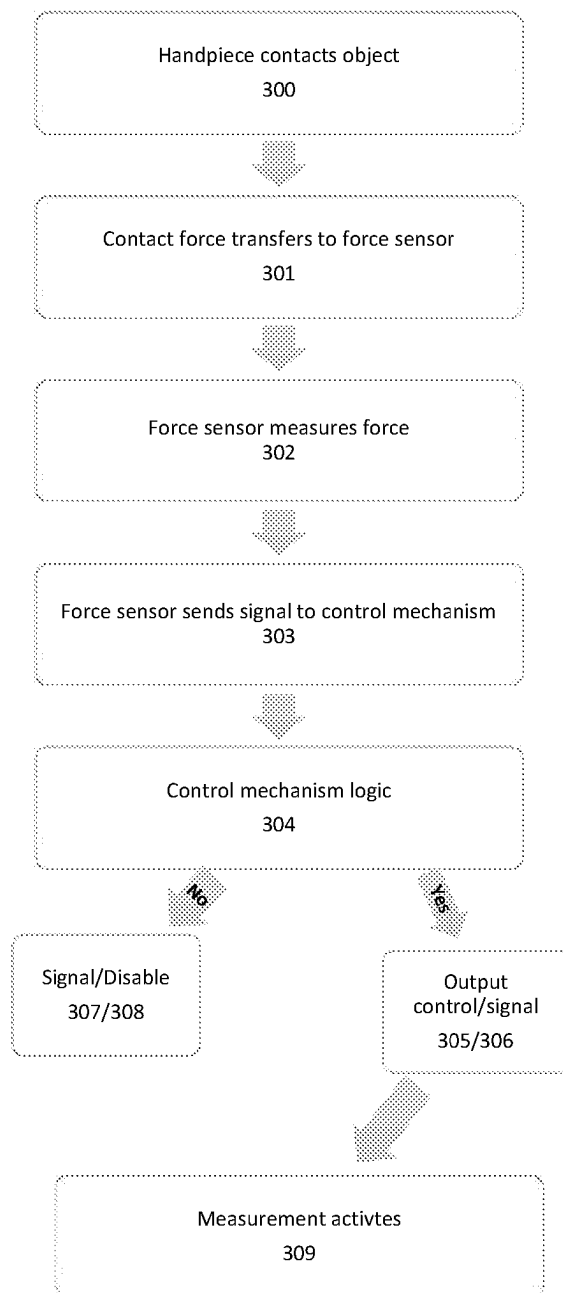 Handpiece contacts object
300
Contact force transfers to force sensor
301
Force sensor measures force
302
Force sensor sends signal to control mechanism
303
Control mechanism logic
304
No
Yes
Signal/Disable
307/308
Output
control/signal
305/306
Measurement activtes
309